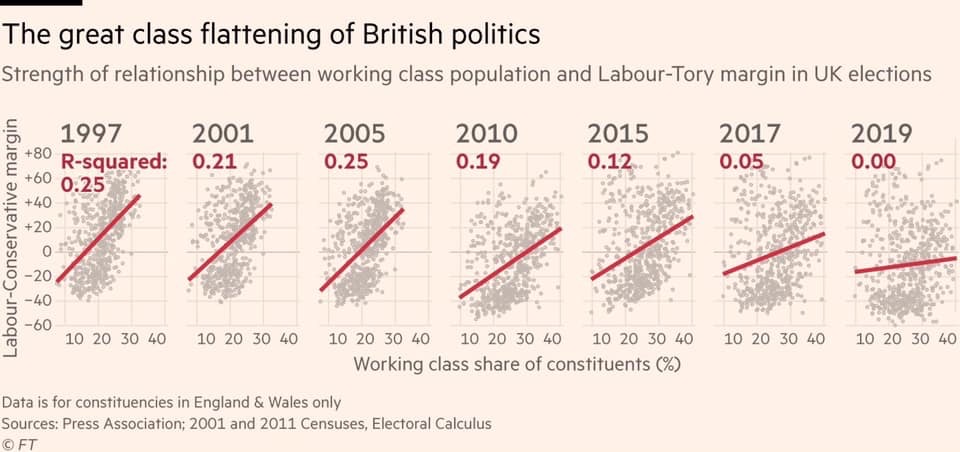 The great class flattening of British politics
Strength of relationship between working class population and Labour-Tory margin in UK elections
Labour-Conservative margin
1997 2001 2005 2010 2015 2017 2019
R-squared: 0.21 0.25 0.19 0.12 0.05 0.00
0.25
+80
+60
+40
+20
0
−20
−40
−60
10 20 30 40 10 20 30 40 10 20 30 40 10 20 30 40 10 20 30 40 10 20 30 40 10 20 30 40
Working class share of constituents (%)
Data is for constituencies in England & Wales only
Sources: Press Association; 2001 and 2011 Censuses, Electoral Calculus
© FT